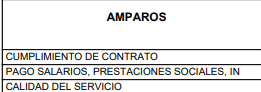 AMPAROS
CUMPLIMIENTO DE CONTRATO
PAGO SALARIOS, PRESTACIONES SOCIALES, IN
CALIDAD DEL SERVICIO